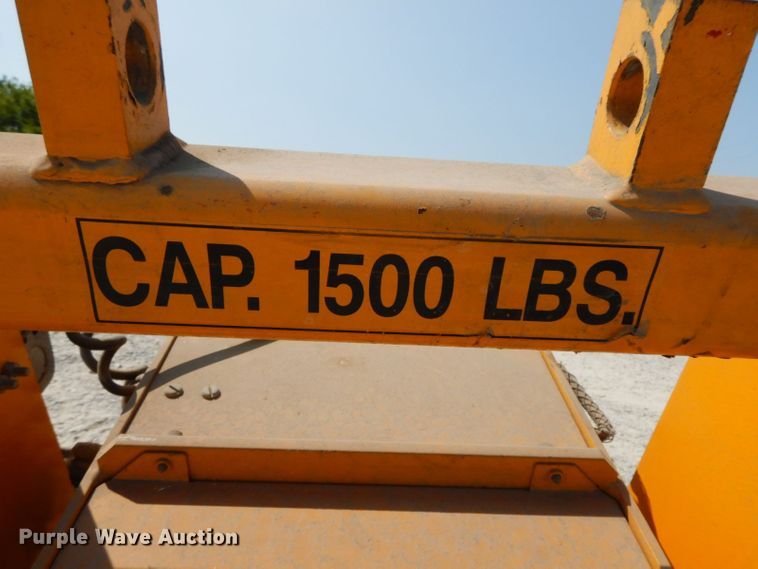 CAP. 1500 LBS.
Purple Wave Auction